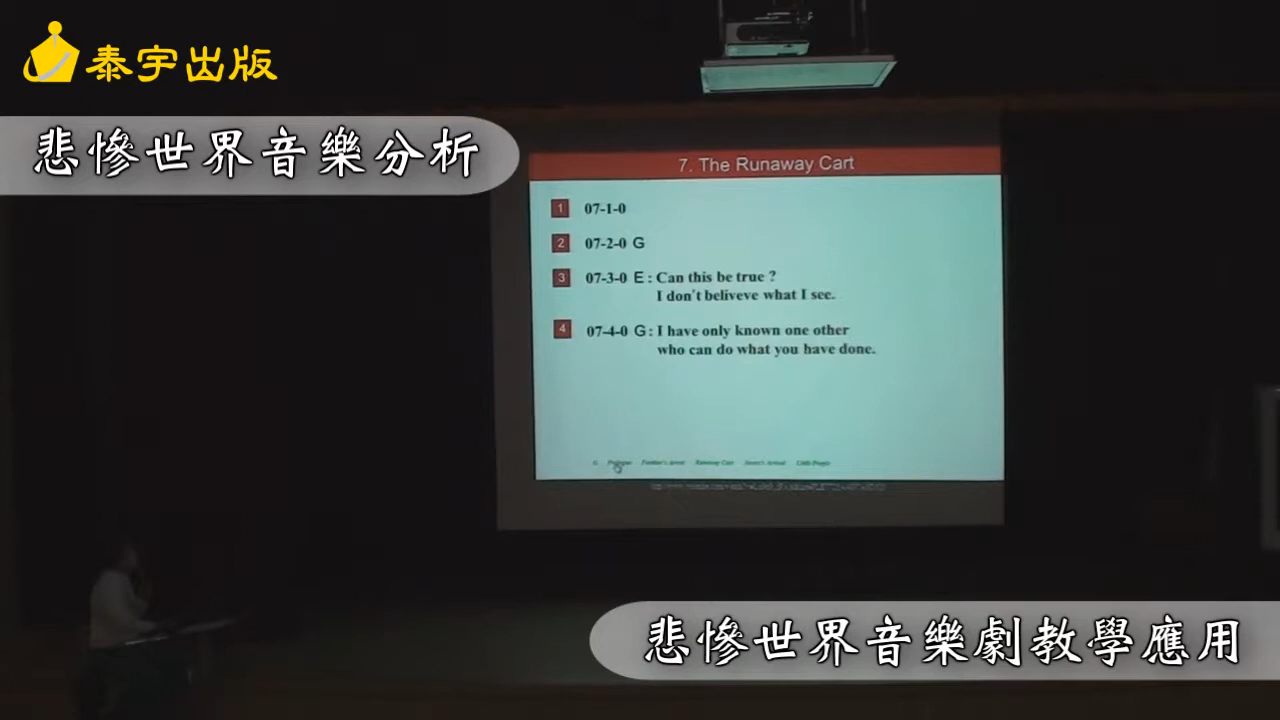 泰宇出版
悲慘世界音樂分析
7. The Runaway Cart
1 07-1-0
2 07-2-0 G
3 07-3-0 E : Can this be true ?
I don't beliveve what I see.
4 07-4-0 G : I have only known one other
who can do what you have done.
悲慘世界音樂劇教學應用